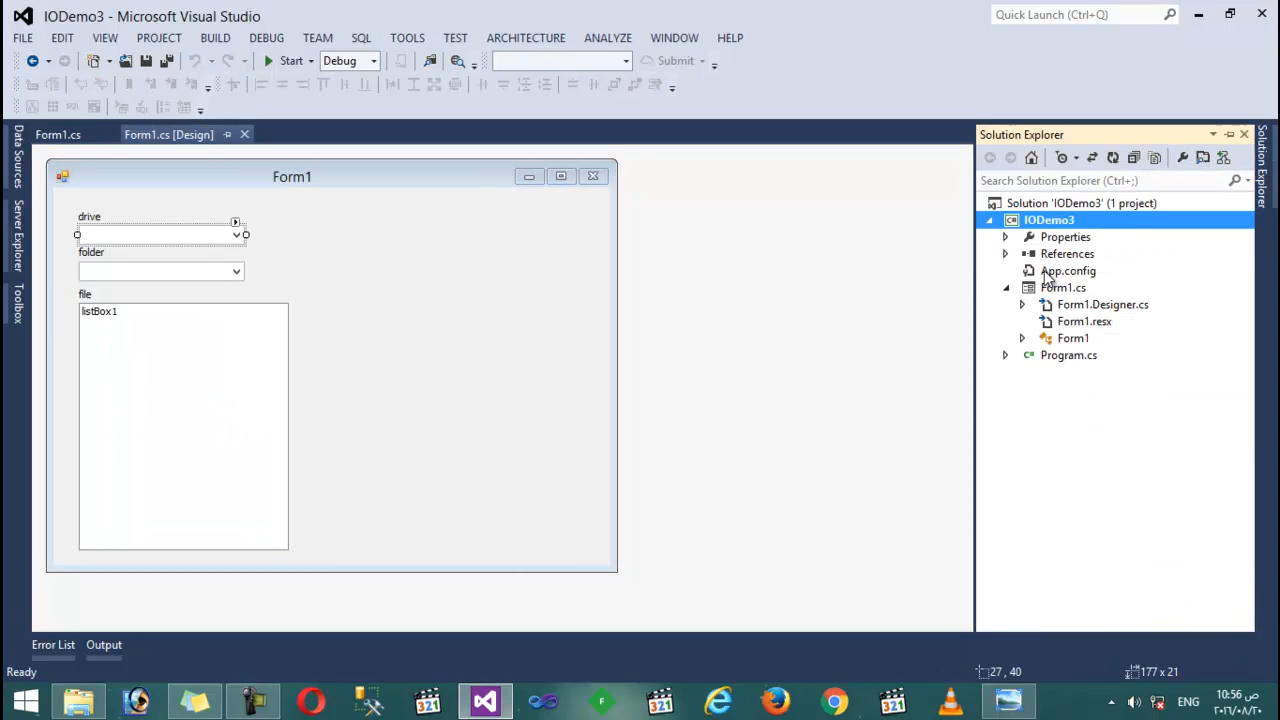 IODemo3 - Microsoft Visual Studio
Quick Launch (Ctrl+Q)
FILE EDIT VIEW PROJECT BUILD DEBUG TEAM SQL TOOLS TEST ARCHITECTURE ANALYZE WINDOW HELP
Start Debug Submit
Form1.cs Form1.cs [Design]
Data Sources
Server Explorer
Toolbox
Form1
drive
folder
file
listBox1
Solution Explorer
Search Solution Explorer (Ctrl+;)
Solution 'IODemo3' (1 project)
IODemo3
Properties
References
App.config
Form1.cs
Form1.Designer.cs
Form1.resx
Form1
Program.cs
Solution Explorer
Error List Output
Ready 27 , 40 177 x 21
ENG
10:56 ص